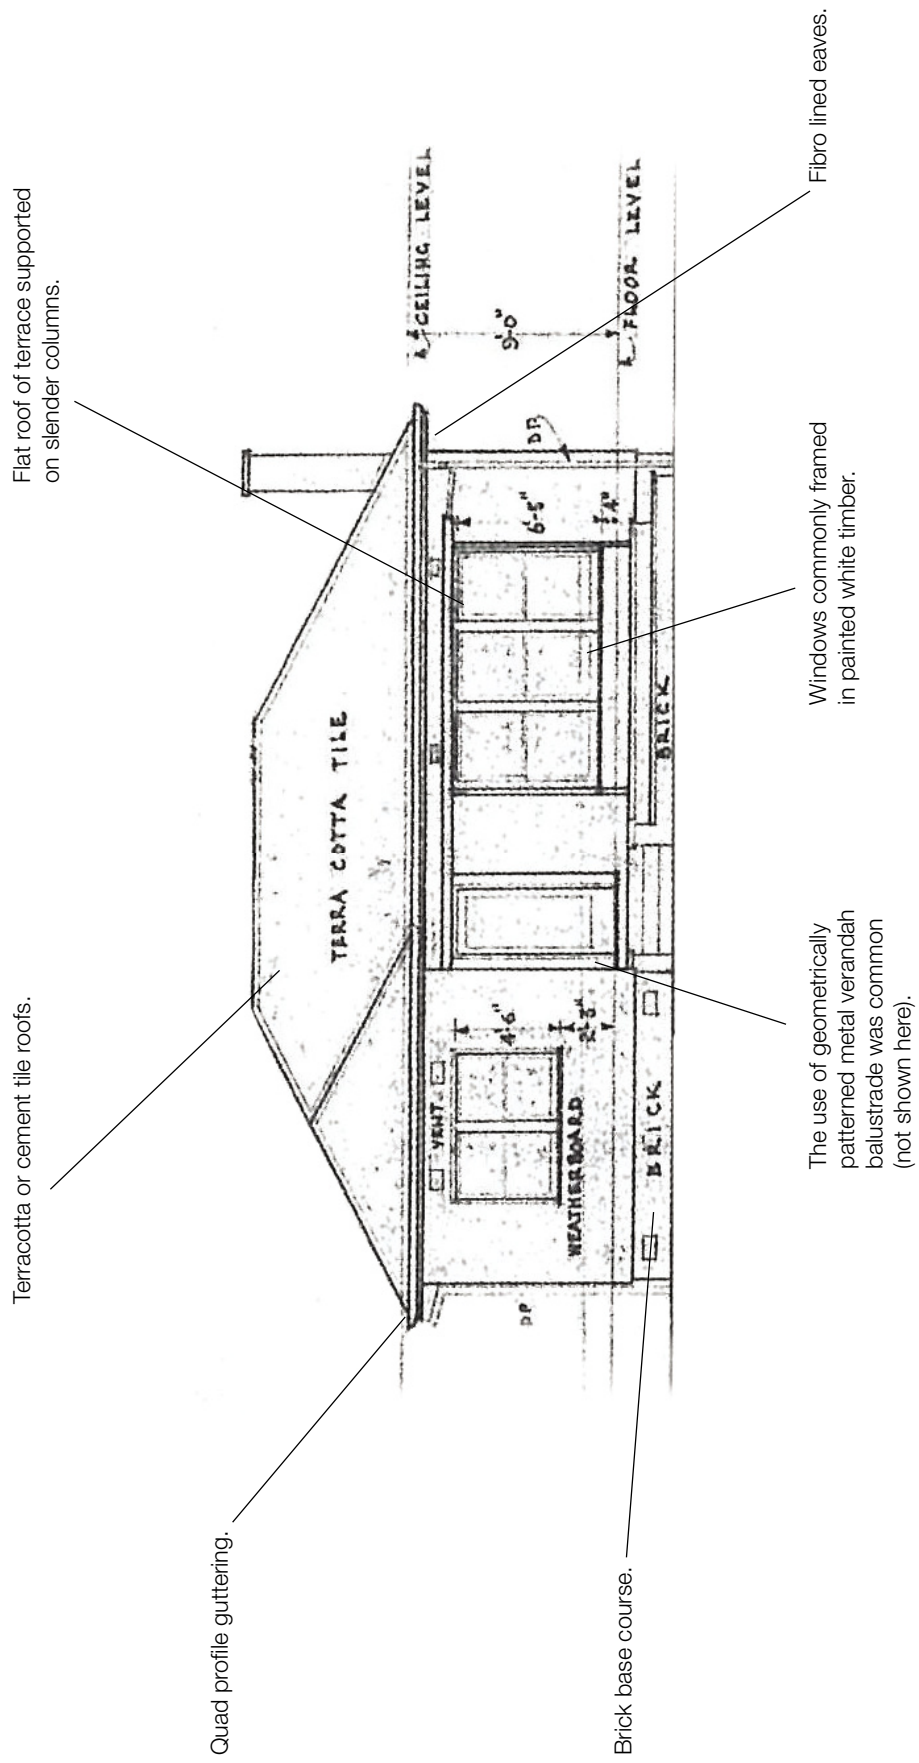 Terracotta or cement tile roofs.
Flat roof of terrace supported
on slender columns.
Quad profile guttering.
TERRA COTTA TILE
CEILING LEVEL
VENT
4'-6"
2'-5"
WEATHERBOARD
DP
6'-5"
DP
9'-0"
FLOOR LEVEL
BRICK
BRICK
Brick base course.
The use of geometrically
patterned metal verandah
balustrade was common
(not shown here).
Windows commonly framed
in painted white timber.
Fibro lined eaves.